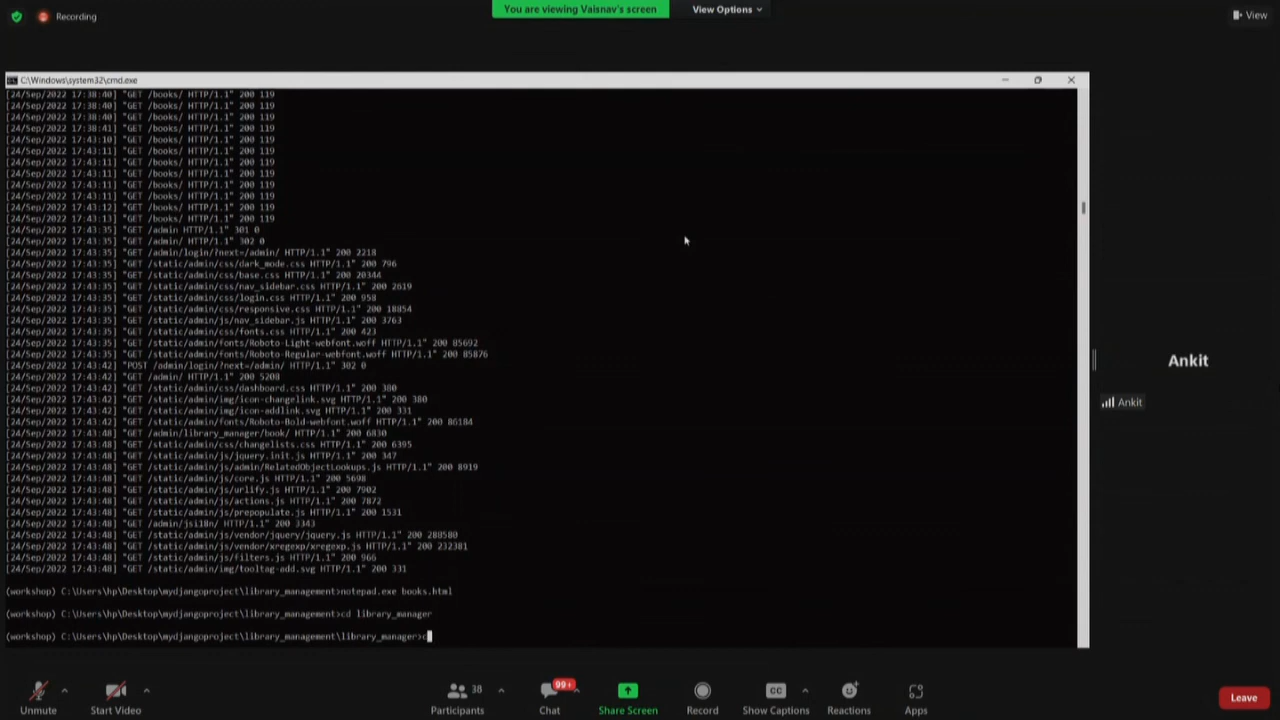 Recording
You are viewing Vaisnav's screen
View Options
View
C:\Windows\system32\cmd.exe
[24/Sep/2022 17:38:40] "GET /books/ HTTP/1.1" 200 119
[24/Sep/2022 17:38:40] "GET /books/ HTTP/1.1" 200 119
[24/Sep/2022 17:38:40] "GET /books/ HTTP/1.1" 200 119
[24/Sep/2022 17:38:41] "GET /books/ HTTP/1.1" 200 119
[24/Sep/2022 17:43:10] "GET /books/ HTTP/1.1" 200 119
[24/Sep/2022 17:43:11] "GET /books/ HTTP/1.1" 200 119
[24/Sep/2022 17:43:11] "GET /books/ HTTP/1.1" 200 119
[24/Sep/2022 17:43:11] "GET /books/ HTTP/1.1" 200 119
[24/Sep/2022 17:43:11] "GET /books/ HTTP/1.1" 200 119
[24/Sep/2022 17:43:11] "GET /books/ HTTP/1.1" 200 119
[24/Sep/2022 17:43:12] "GET /books/ HTTP/1.1" 200 119
[24/Sep/2022 17:43:13] "GET /books/ HTTP/1.1" 200 119
[24/Sep/2022 17:43:35] "GET /admin HTTP/1.1" 301 0
[24/Sep/2022 17:43:35] "GET /admin/ HTTP/1.1" 302 0
[24/Sep/2022 17:43:35] "GET /admin/login/?next=/admin/ HTTP/1.1" 200 2218
[24/Sep/2022 17:43:35] "GET /static/admin/css/dark_mode.css HTTP/1.1" 200 796
[24/Sep/2022 17:43:35] "GET /static/admin/css/base.css HTTP/1.1" 200 20344
[24/Sep/2022 17:43:35] "GET /static/admin/css/nav_sidebar.css HTTP/1.1" 200 2619
[24/Sep/2022 17:43:35] "GET /static/admin/css/login.css HTTP/1.1" 200 958
[24/Sep/2022 17:43:35] "GET /static/admin/css/responsive.css HTTP/1.1" 200 18854
[24/Sep/2022 17:43:35] "GET /static/admin/js/nav_sidebar.js HTTP/1.1" 200 3763
[24/Sep/2022 17:43:35] "GET /static/admin/css/fonts.css HTTP/1.1" 200 423
[24/Sep/2022 17:43:35] "GET /static/admin/fonts/Roboto-Light-webfont.woff HTTP/1.1" 200 85692
[24/Sep/2022 17:43:35] "GET /static/admin/fonts/Roboto-Regular-webfont.woff HTTP/1.1" 200 85876
[24/Sep/2022 17:43:42] "POST /admin/login/?next=/admin/ HTTP/1.1" 302 0
[24/Sep/2022 17:43:42] "GET /admin/ HTTP/1.1" 200 5208
[24/Sep/2022 17:43:42] "GET /static/admin/css/dashboard.css HTTP/1.1" 200 380
[24/Sep/2022 17:43:42] "GET /static/admin/img/icon-changelink.svg HTTP/1.1" 200 380
[24/Sep/2022 17:43:42] "GET /static/admin/img/icon-addlink.svg HTTP/1.1" 200 331
[24/Sep/2022 17:43:42] "GET /static/admin/fonts/Roboto-Bold-webfont.woff HTTP/1.1" 200 86184
[24/Sep/2022 17:43:48] "GET /admin/library_manager/book/ HTTP/1.1" 200 6830
[24/Sep/2022 17:43:48] "GET /static/admin/css/changelists.css HTTP/1.1" 200 6395
[24/Sep/2022 17:43:48] "GET /static/admin/js/jquery.init.js HTTP/1.1" 200 347
[24/Sep/2022 17:43:48] "GET /static/admin/js/admin/RelatedObjectLookups.js HTTP/1.1" 200 8919
[24/Sep/2022 17:43:48] "GET /static/admin/js/core.js HTTP/1.1" 200 5698
[24/Sep/2022 17:43:48] "GET /static/admin/js/urlify.js HTTP/1.1" 200 7902
[24/Sep/2022 17:43:48] "GET /static/admin/js/actions.js HTTP/1.1" 200 7872
[24/Sep/2022 17:43:48] "GET /static/admin/js/prepopulate.js HTTP/1.1" 200 1531
[24/Sep/2022 17:43:48] "GET /admin/jsi18n/ HTTP/1.1" 200 3343
[24/Sep/2022 17:43:48] "GET /static/admin/js/vendor/jquery/jquery.js HTTP/1.1" 200 288580
[24/Sep/2022 17:43:48] "GET /static/admin/js/vendor/xregexp/xregexp.js HTTP/1.1" 200 232381
[24/Sep/2022 17:43:48] "GET /static/admin/js/filters.js HTTP/1.1" 200 966
[24/Sep/2022 17:43:48] "GET /static/admin/img/tooltag-add.svg HTTP/1.1" 200 331
(workshop) C:\Users\hp\Desktop\mydjangoproject\library_management>notepad.exe books.html
(workshop) C:\Users\hp\Desktop\mydjangoproject\library_management>cd library_manager
(workshop) C:\Users\hp\Desktop\mydjangoproject\library_management\library_manager>c
Ankit
Ankit
38
99+
CC
Unmute
Start Video
Participants
Chat
Share Screen
Record
Show Captions
Reactions
Apps
Leave